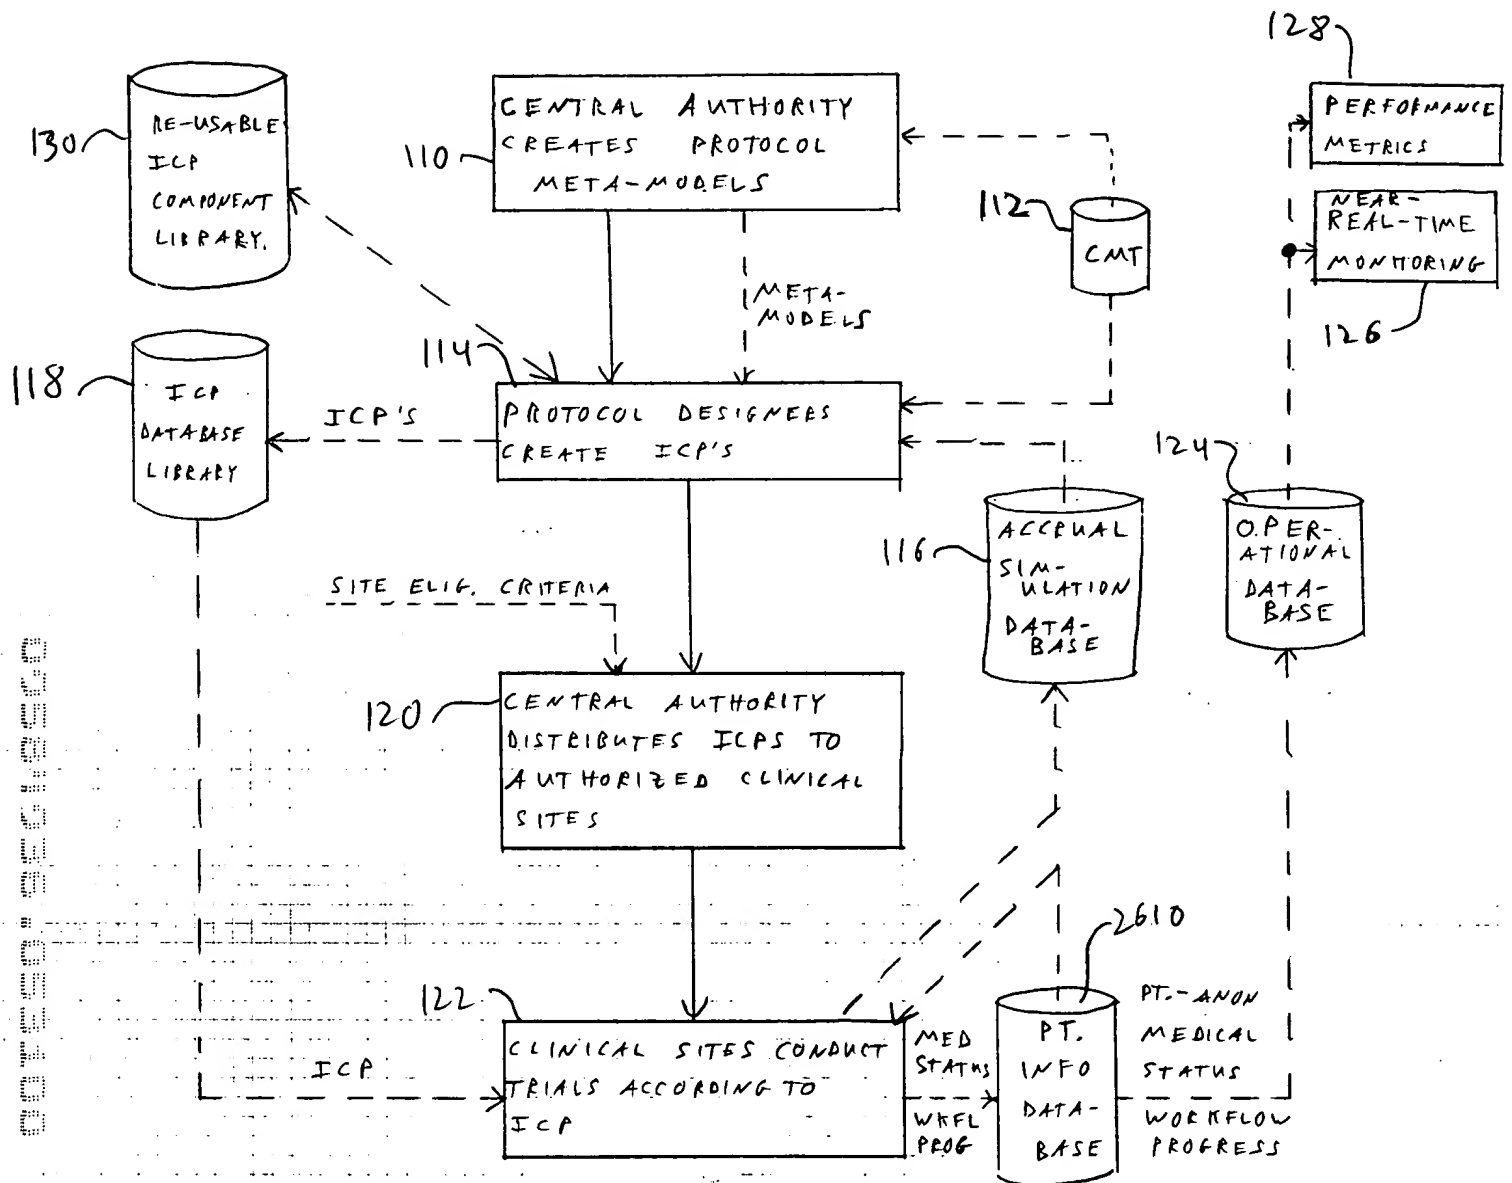 128
PERFORMANCE
METRICS
130
RE-USABLE
ICP
COMPONENT
LIBRARY.
110
CENTRAL AUTHORITY
CREATES PROTOCOL
META-MODELS
112
CMT
NEAR-
REAL-TIME
MONITORING
126
META-
MODELS
118
ICP
DATABASE
LIBRARY
ICP'S
114
PROTOCOL DESIGNERS
CREATE ICP'S
116
ACCRUAL
SIM-
ULATION
DATA-
BASE
124
OPER-
ATIONAL
DATA-
BASE
SITE ELIG. CRITERIA
120
CENTRAL AUTHORITY
DISTRIBUTES ICPS TO
AUTHORIZED CLINICAL
SITES
122
CLINICAL SITES CONDUCT
TRIALS ACCORDING TO
ICP
ICP
MED
STATUS
WKFL
PROG
2610
PT.
INFO
DATA-
BASE
PT.-ANON
MEDICAL
STATUS
WORKFLOW
PROGRESS